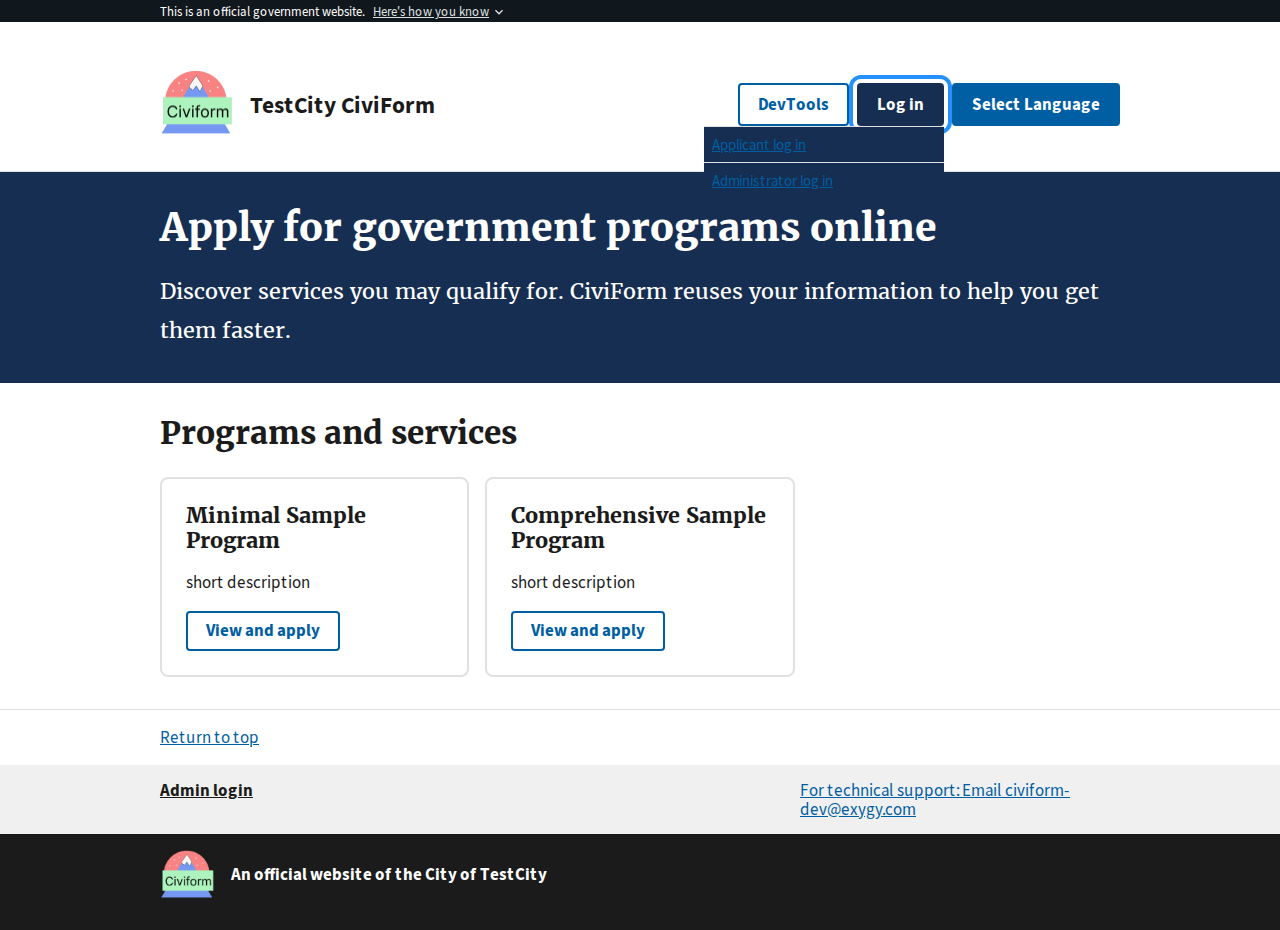 This is an official government website. Here's how you know
Civiform
TestCity CiviForm
DevTools
Log in
Select Language
Applicant log in
Administrator log in
Apply for government programs online
Discover services you may qualify for. CiviForm reuses your information to help you get
them faster.
Programs and services
Minimal Sample
Program
short description
View and apply
Comprehensive Sample
Program
short description
View and apply
Return to top
Admin login
For technical support: Email civiform-
dev@exygy.com
Civiform
An official website of the City of TestCity